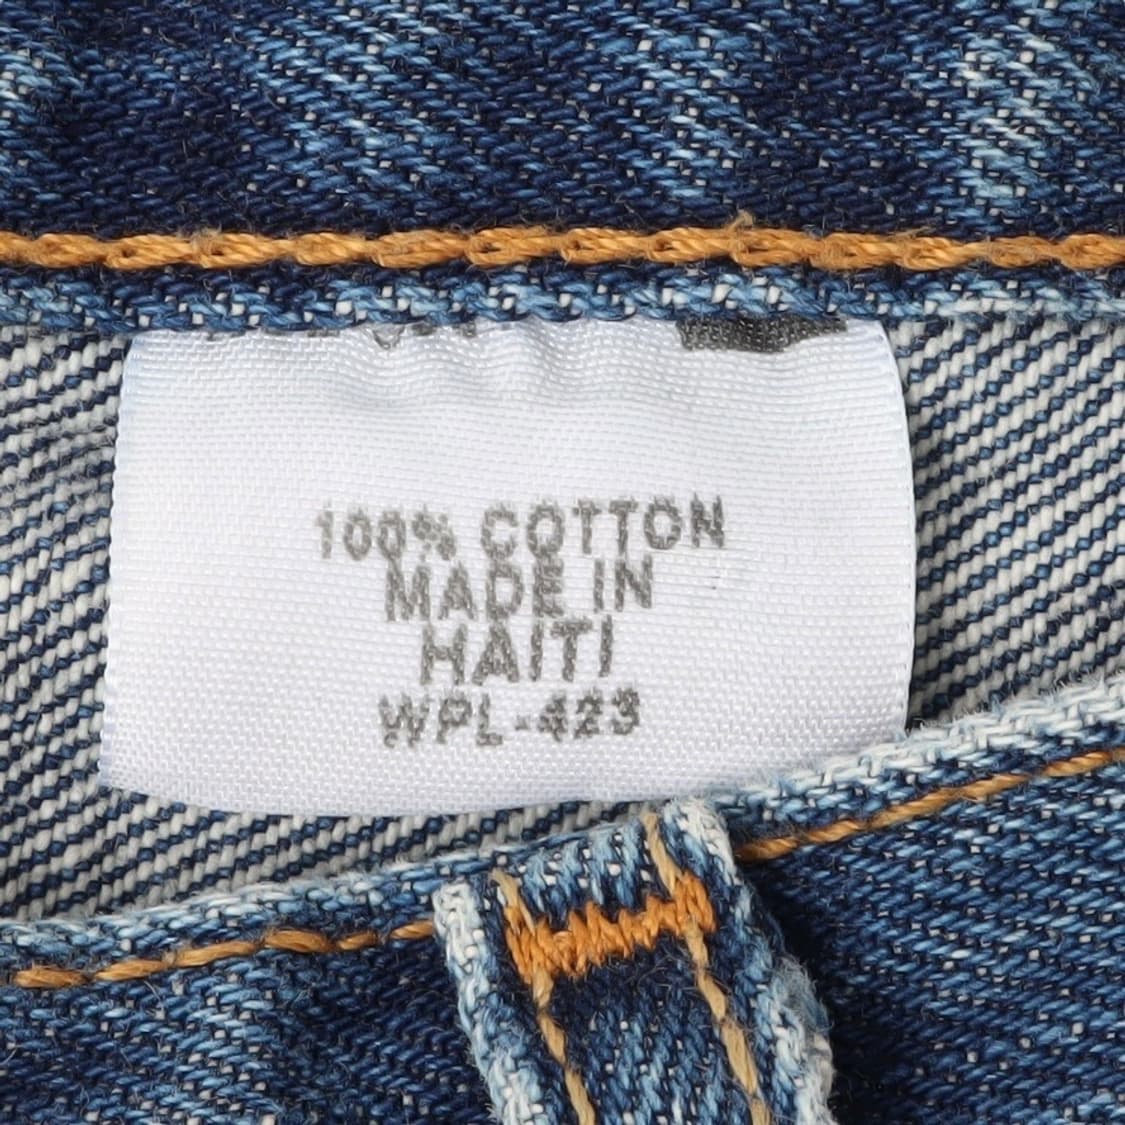 100% COTTON
MADE IN
HAITI
WPL-423